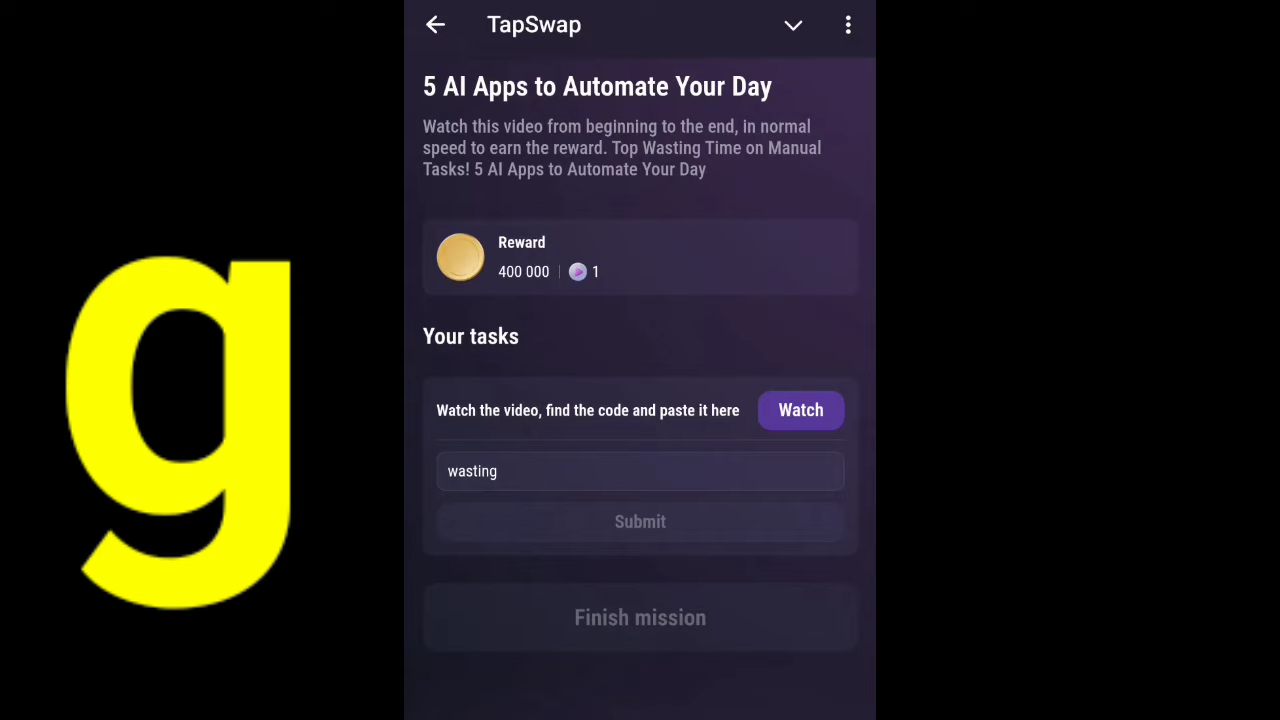 TapSwap
5 AI Apps to Automate Your Day
Watch this video from beginning to the end, in normal
speed to earn the reward. Top Wasting Time on Manual
Tasks! 5 AI Apps to Automate Your Day
g
Reward
400 000 | 1
Your tasks
Watch the video, find the code and paste it here
Watch
wasting
Submit
Finish mission